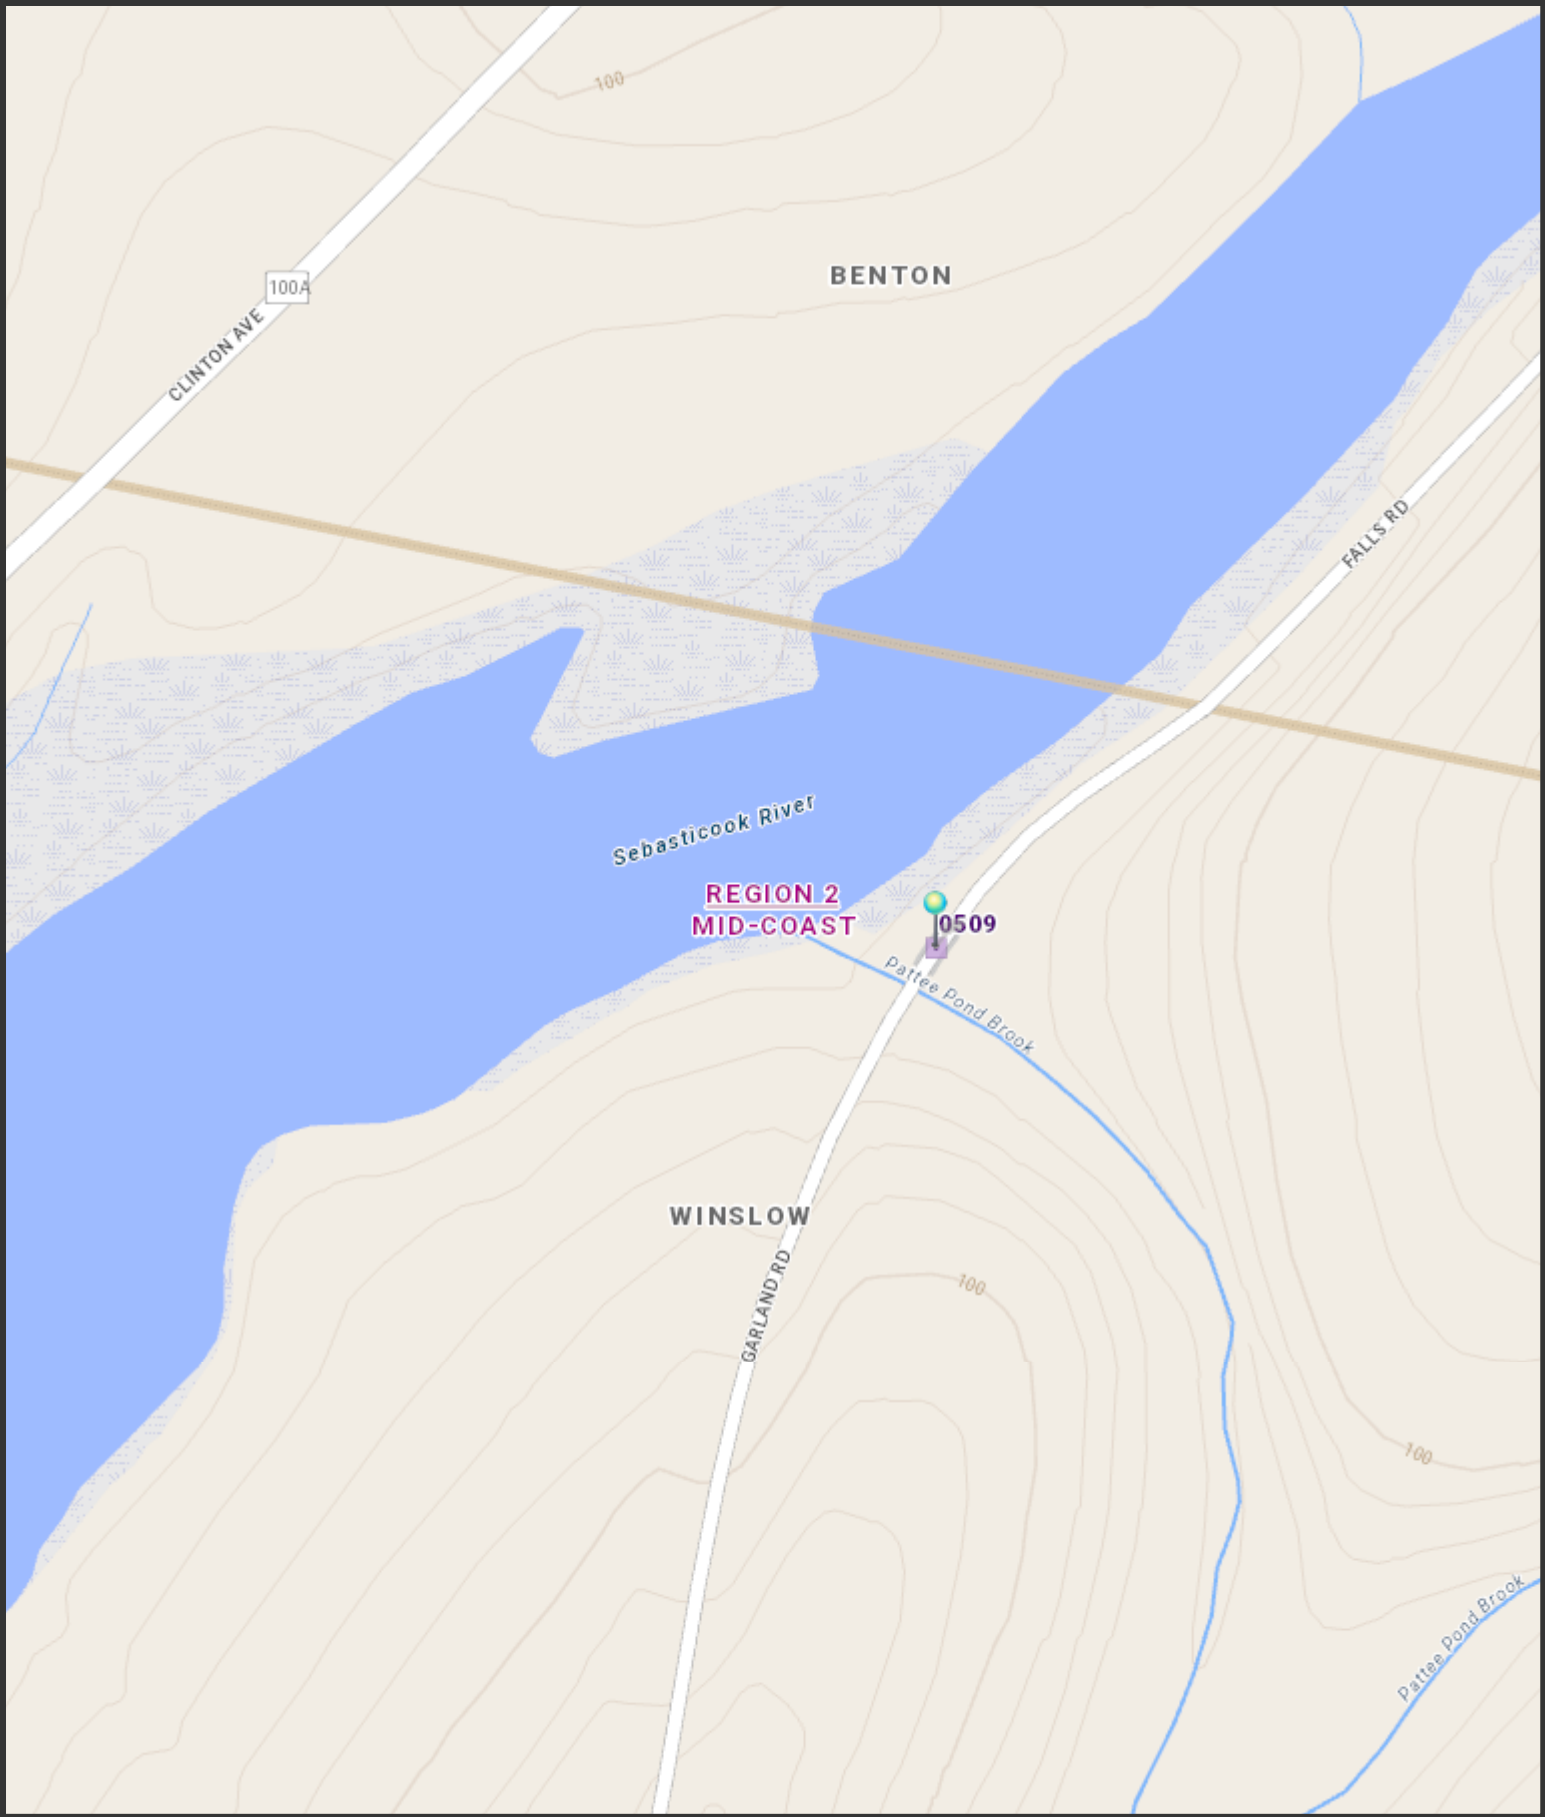 100
BENTON
100A
CLINTON AVE
FALLS RD
Sebasticook River
REGION 2
MID-COAST
0509
Pattee Pond Brook
WINSLOW
GARLAND RD
100
100
Pattee Pond Brook